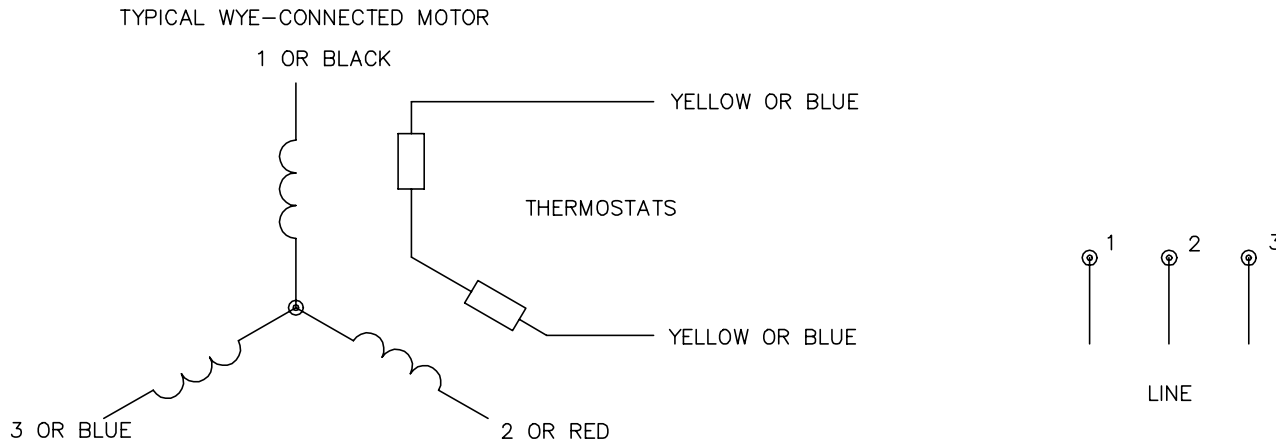 TYPICAL WYE-CONNECTED MOTOR
1 OR BLACK
YELLOW OR BLUE
THERMOSTATS
1
2
3
YELLOW OR BLUE
LINE
3 OR BLUE
2 OR RED